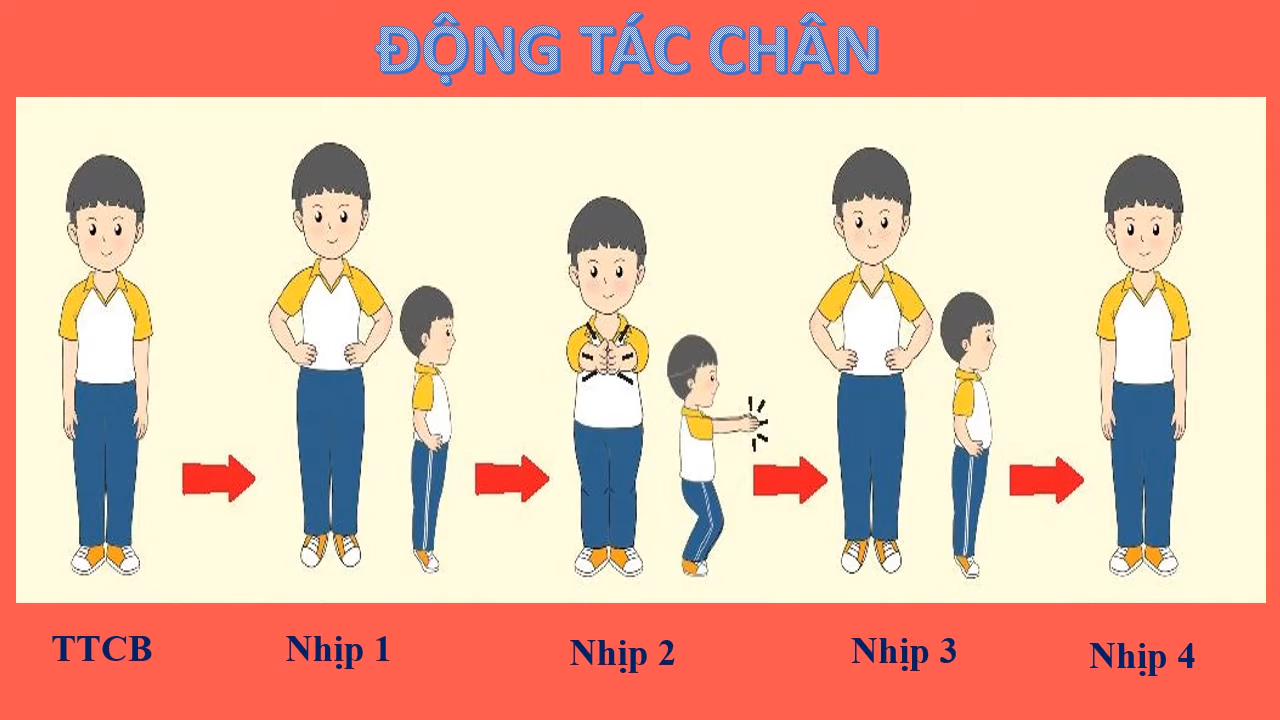 ĐỘNG TÁC CHÂN
TTCB
Nhịp 1
Nhịp 2
Nhịp 3
Nhịp 4